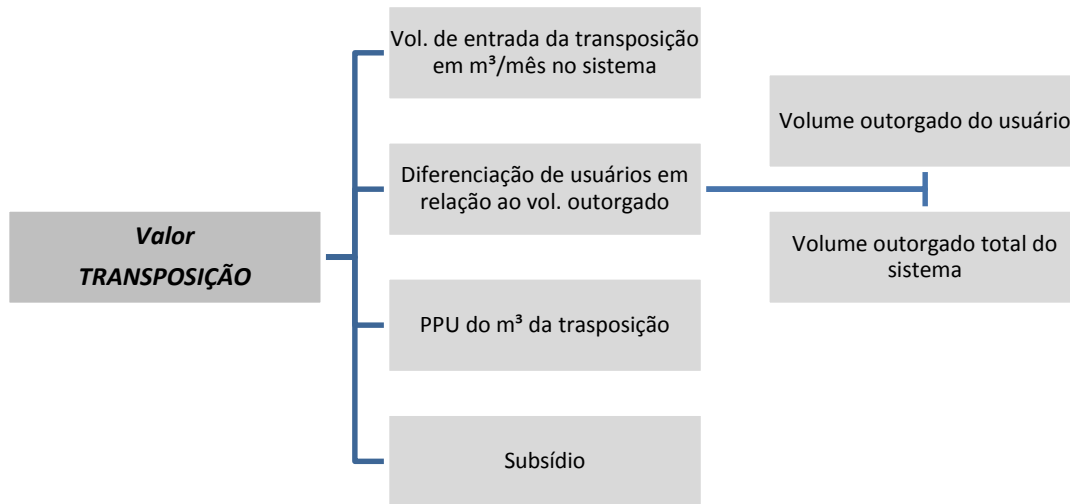 Vol. de entrada da transposição
em m³/mês no sistema
Volume outorgado do usuário
Diferenciação de usuários em
relação ao vol. outorgado
Valor
TRANSPOSIÇÃO
Volume outorgado total do
sistema
PPU do m³ da trasposição
Subsídio